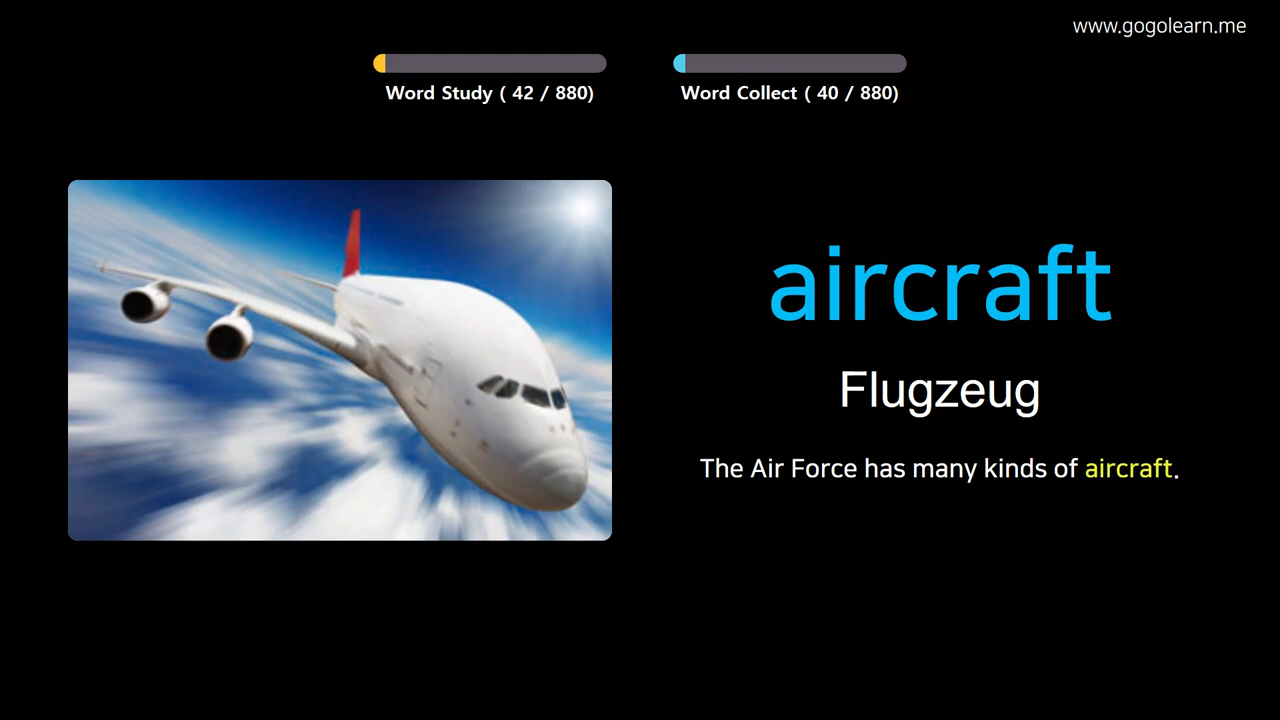 www.gogolearn.me
Word Study ( 42 / 880)
Word Collect ( 40 / 880)
aircraft
Flugzeug
The Air Force has many kinds of aircraft.